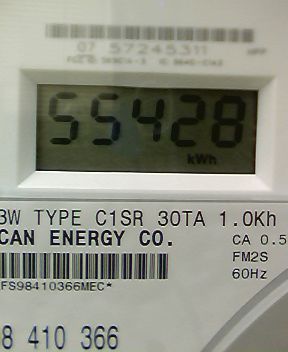 07 57245311
55428
kWh
3W TYPE C1SR 30TA 1.0Kh
CAN ENERGY CO.
CA 0.5
FM2S
60Hz
FS98410366MEC*
8 410 366